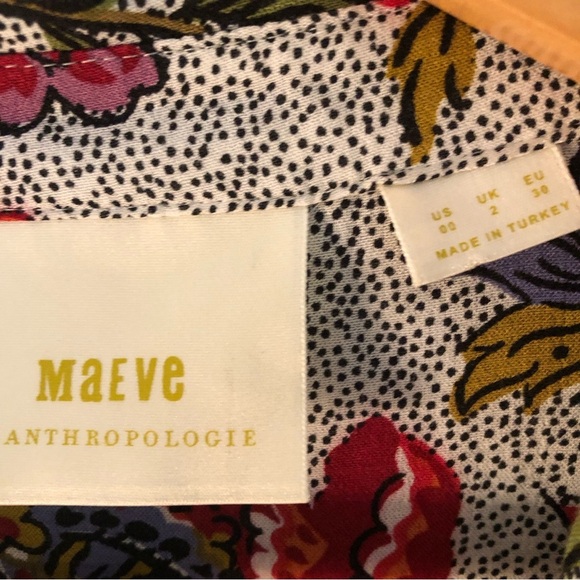 US UK EU
00 2 30
MADE IN TURKEY
MaEve
ANTHROPOLOGIE